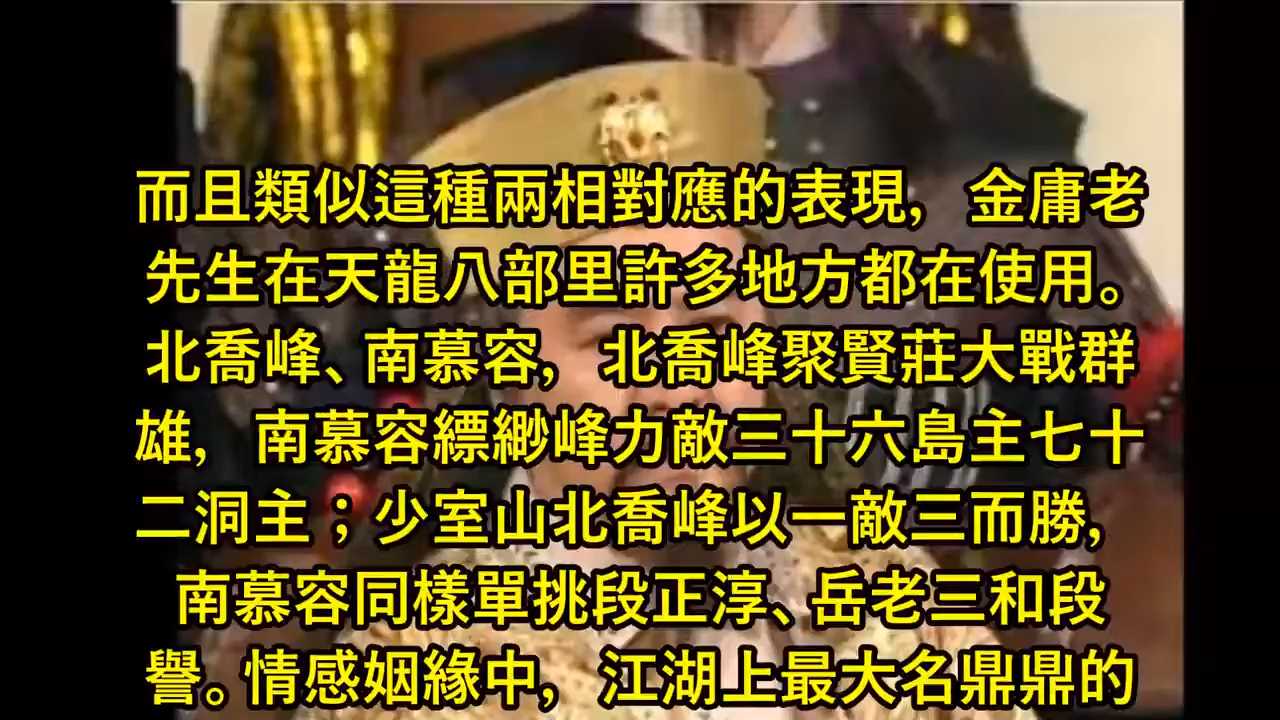 而且類似這種兩相對應的表現，金庸老
先生在天龍八部里許多地方都在使用。
北喬峰、南慕容，北喬峰聚賢莊大戰群
雄，南慕容縹緲峰力敵三十六島主七十
二洞主；少室山北喬峰以一敵三而勝，
南慕容同樣單挑段正淳、岳老三和段
譽。情感姻緣中，江湖上最大名鼎鼎的